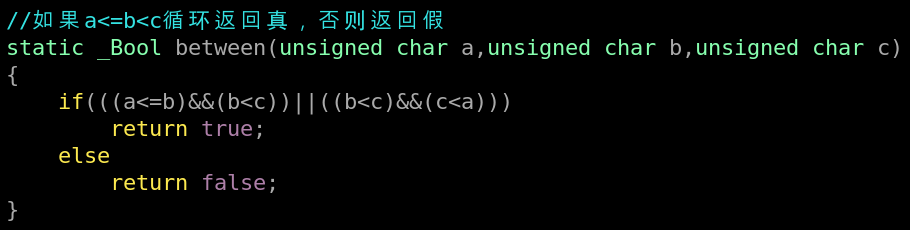 //如果a<=b<c循环返回真，否则返回假
static _Bool between(unsigned char a,unsigned char b,unsigned char c)
{
    if(((a<=b)&&(b<c))||((b<c)&&(c<a)))
        return true;
    else
        return false;
}